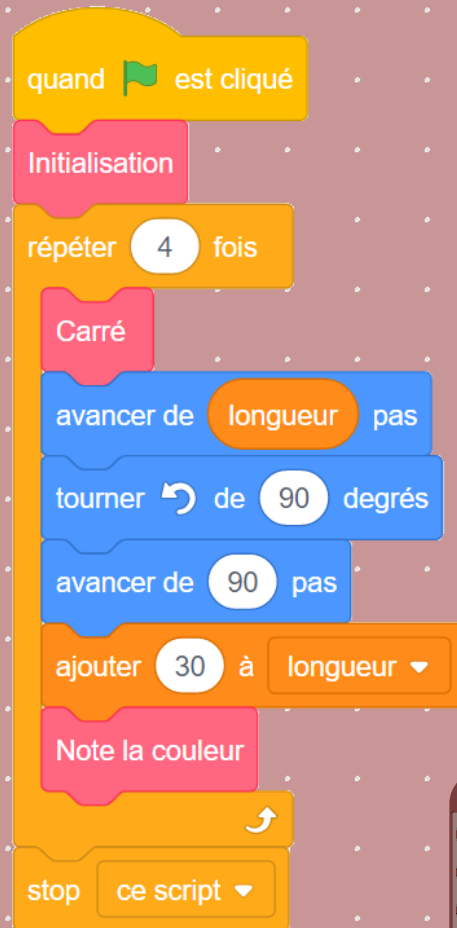 quand est cliqué
Initialisation
répéter 4 fois
Carré
avancer de longueur pas
tourner de 90 degrés
avancer de 90 pas
ajouter 30 à longueur
Note la couleur
stop ce script